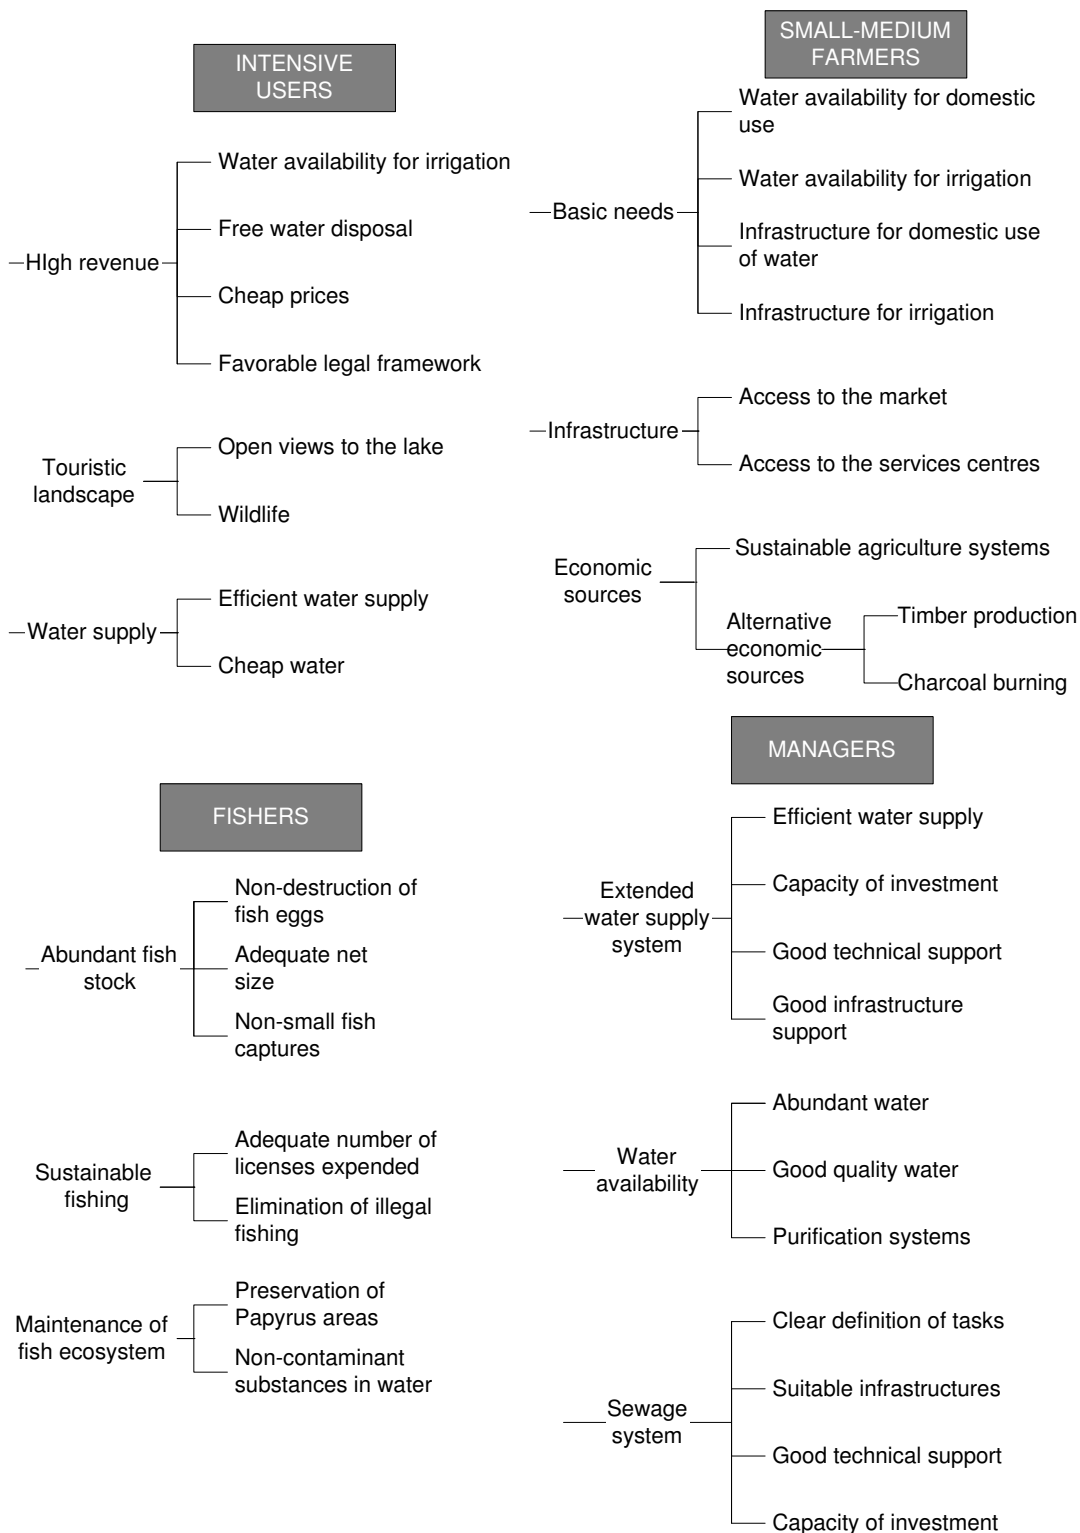 INTENSIVE
USERS
HIgh revenue
Water availability for irrigation
Free water disposal
Cheap prices
Favorable legal framework
Touristic
landscape
Open views to the lake
Wildlife
Water supply
Efficient water supply
Cheap water
SMALL-MEDIUM
FARMERS
Basic needs
Water availability for domestic
use
Water availability for irrigation
Infrastructure for domestic use
of water
Infrastructure for irrigation
Infrastructure
Access to the market
Access to the services centres
Economic
sources
Sustainable agriculture systems
Alternative
economic
sources
Timber production
Charcoal burning
FISHERS
Abundant fish
stock
Non-destruction of
fish eggs
Adequate net
size
Non-small fish
captures
Sustainable
fishing
Adequate number of
licenses expended
Elimination of illegal
fishing
Maintenance of
fish ecosystem
Preservation of
Papyrus areas
Non-contaminant
substances in water
MANAGERS
Extended
water supply
system
Efficient water supply
Capacity of investment
Good technical support
Good infrastructure
support
Water
availability
Abundant water
Good quality water
Purification systems
Sewage
system
Clear definition of tasks
Suitable infrastructures
Good technical support
Capacity of investment